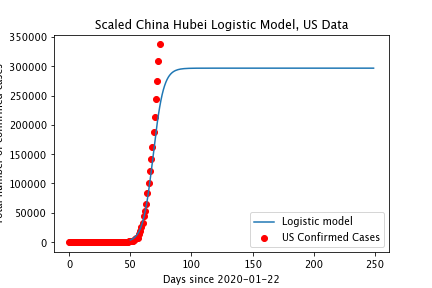 Scaled China Hubei Logistic Model, US Data
350000
300000
250000
200000
150000
100000
50000
0
number of confirmed cases
0 50 100 150 200 250
Days since 2020-01-22
Logistic model
US Confirmed Cases